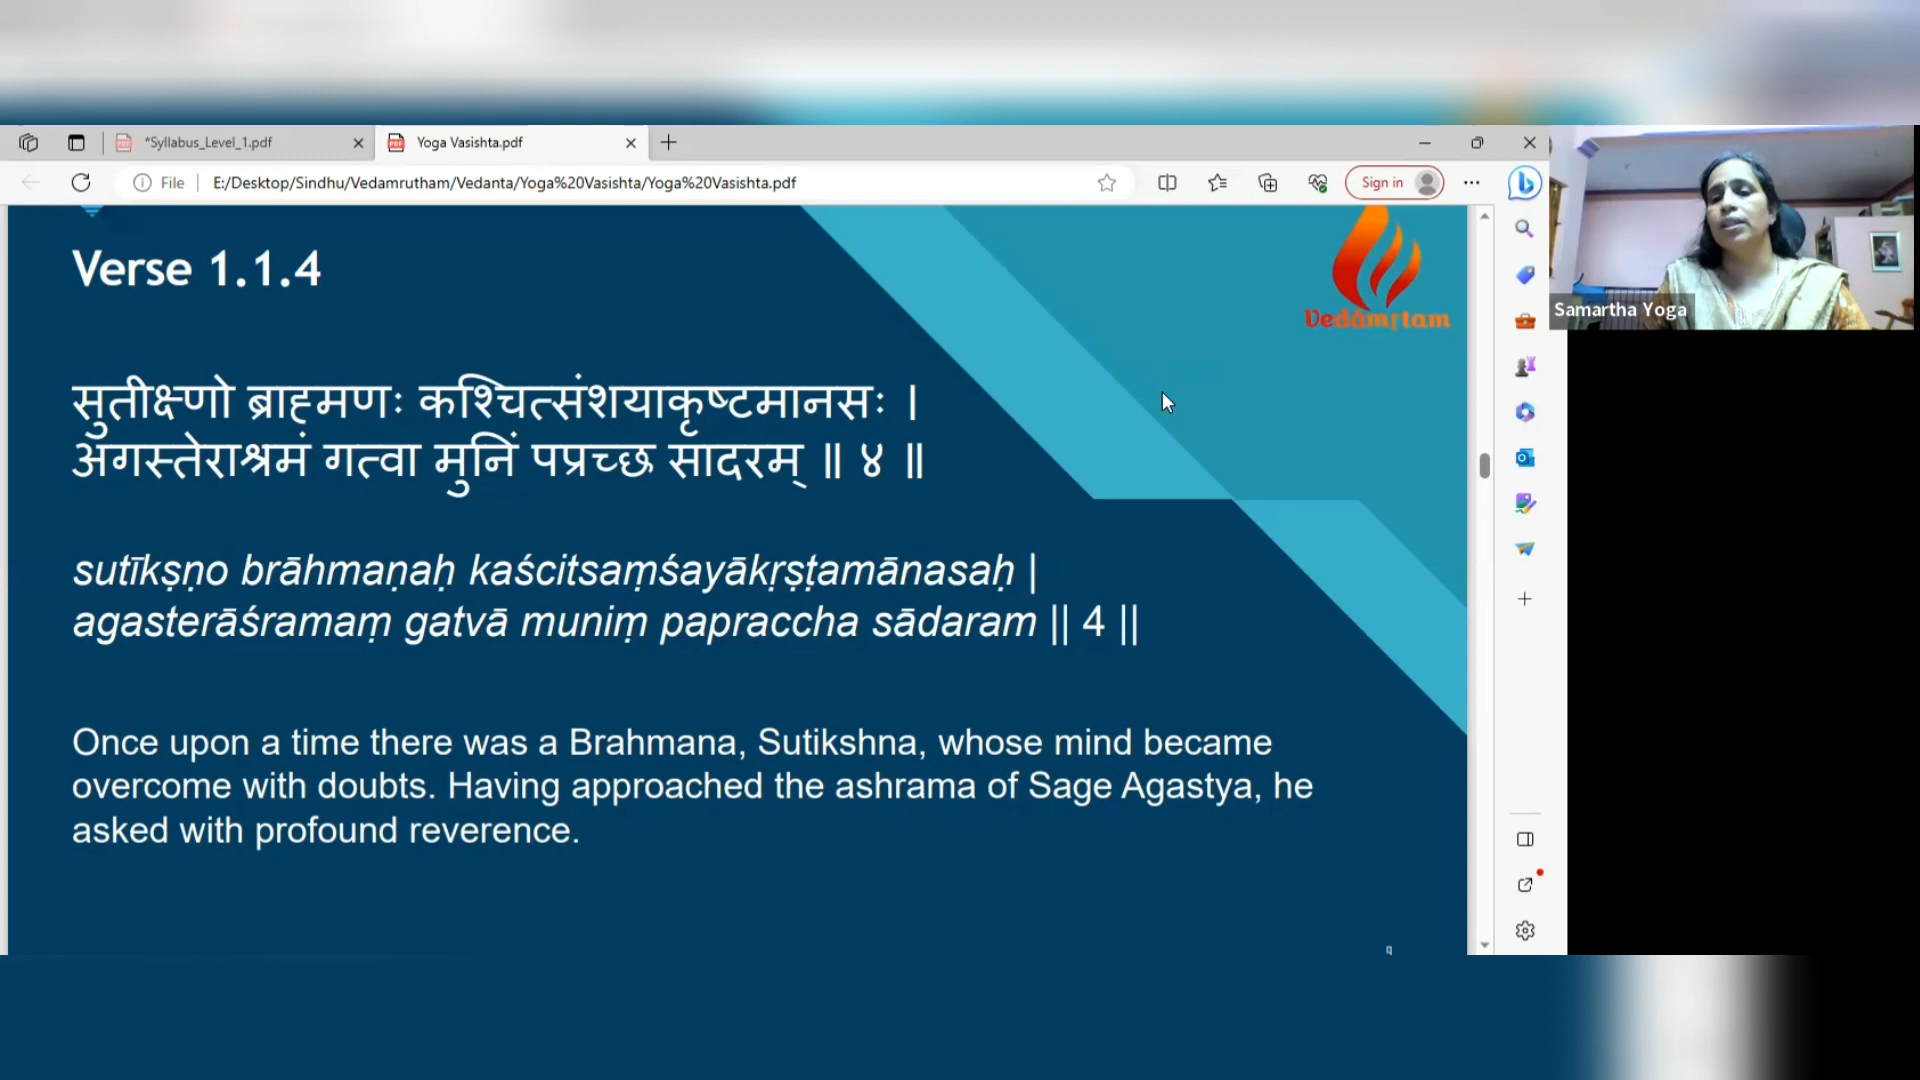 *Syllabus_Level_1.pdf
Yoga Vasishta.pdf
File
E:/Desktop/Sindhu/Vedamrutham/Vedanta/Yoga%20Vasishta/Yoga%20Vasishta.pdf
Sign in
Verse 1.1.4
Vedāmṛtam
Samartha Yoga
सुतीक्ष्णो ब्राह्मणः कश्चित्संशयाकृष्टमानसः ।
अगस्तेराश्रमं गत्वा मुनिं पप्रच्छ सादरम् ॥ ४ ॥
sutīkṣṇo brāhmaṇaḥ kaścitsaṃśayākṛṣṭamānasaḥ |
agasterāśramaṃ gatvā muniṃ papraccha sādaram || 4 ||
Once upon a time there was a Brahmana, Sutikshna, whose mind became
overcome with doubts. Having approached the ashrama of Sage Agastya, he
asked with profound reverence.